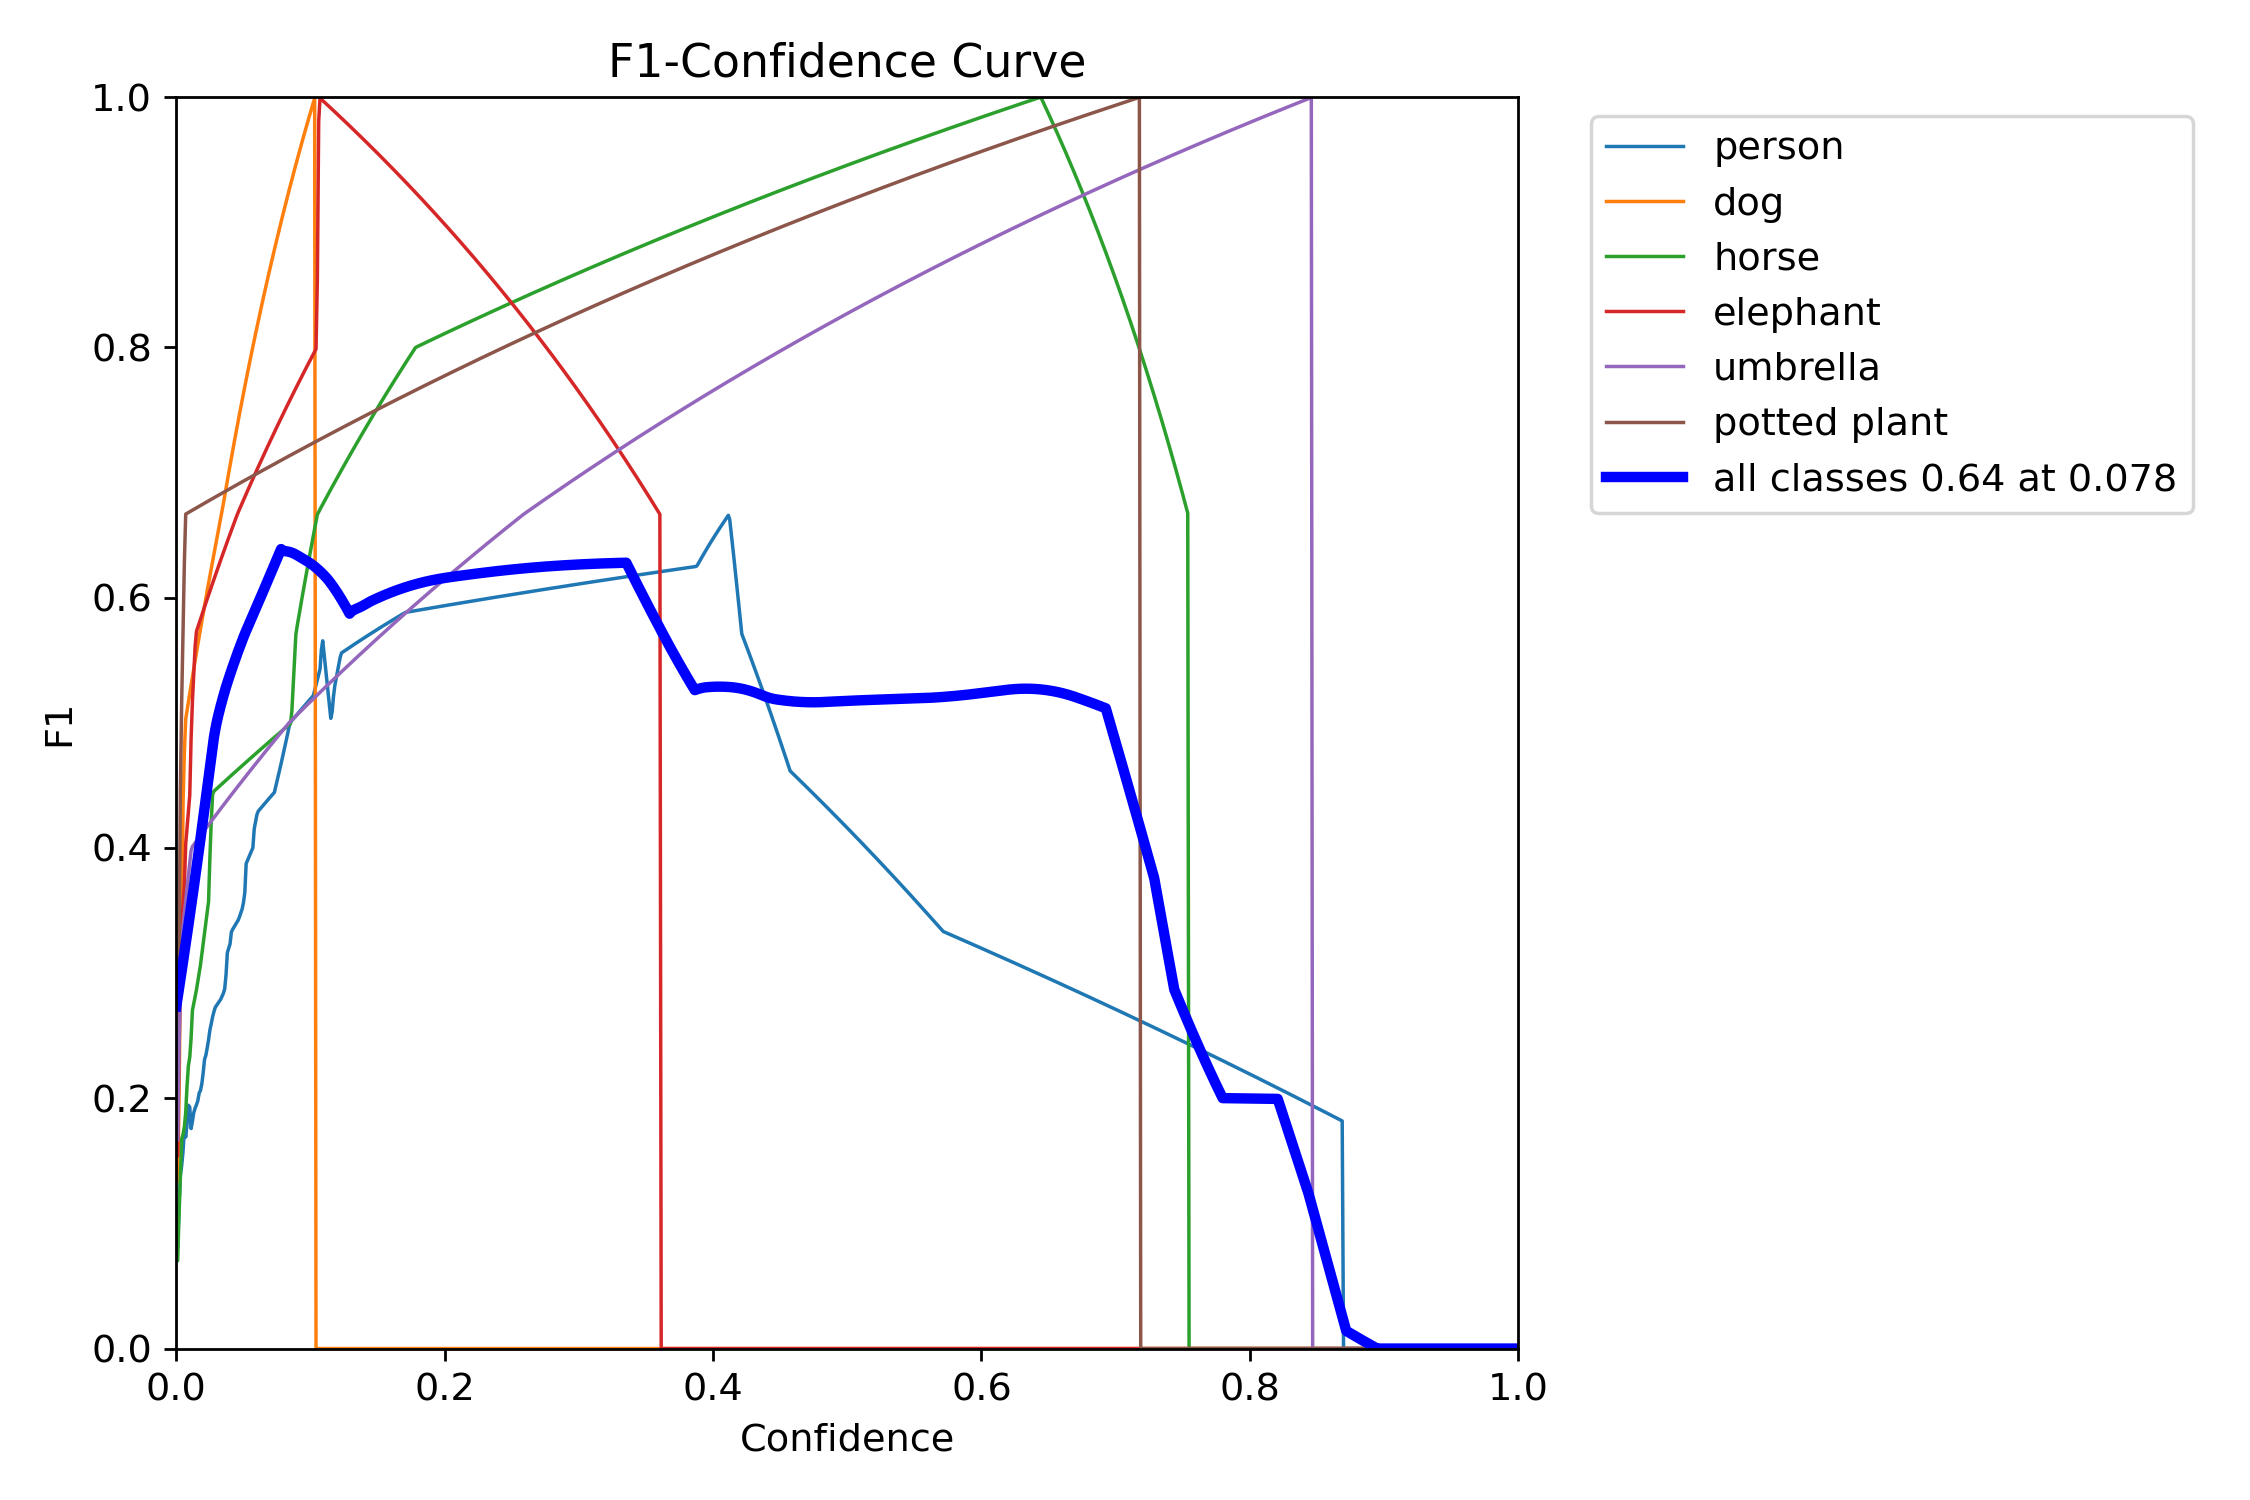 F1-Confidence Curve
1.0
0.8
0.6
0.4
0.2
0.0
F1
0.0 0.2 0.4 0.6 0.8 1.0
Confidence
person
dog
horse
elephant
umbrella
potted plant
all classes 0.64 at 0.078